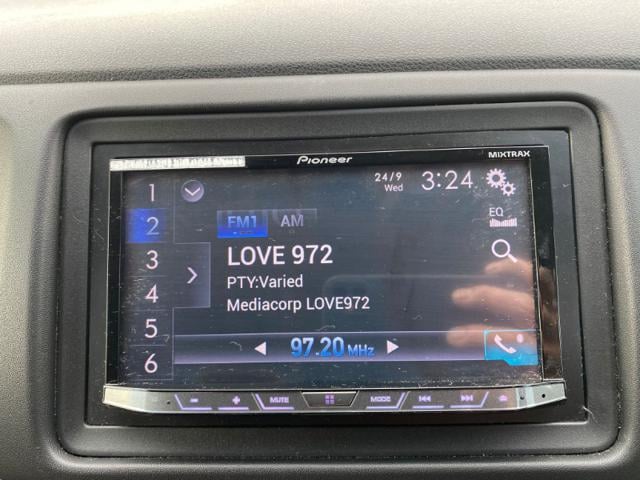 Pioneer
MIXTRAX
24/9
Wed
3:24
1
2
3
4
5
6
FM1
AM
EQ
LOVE 972
PTY:Varied
Mediacorp LOVE972
97.20 MHz
MUTE
MODE